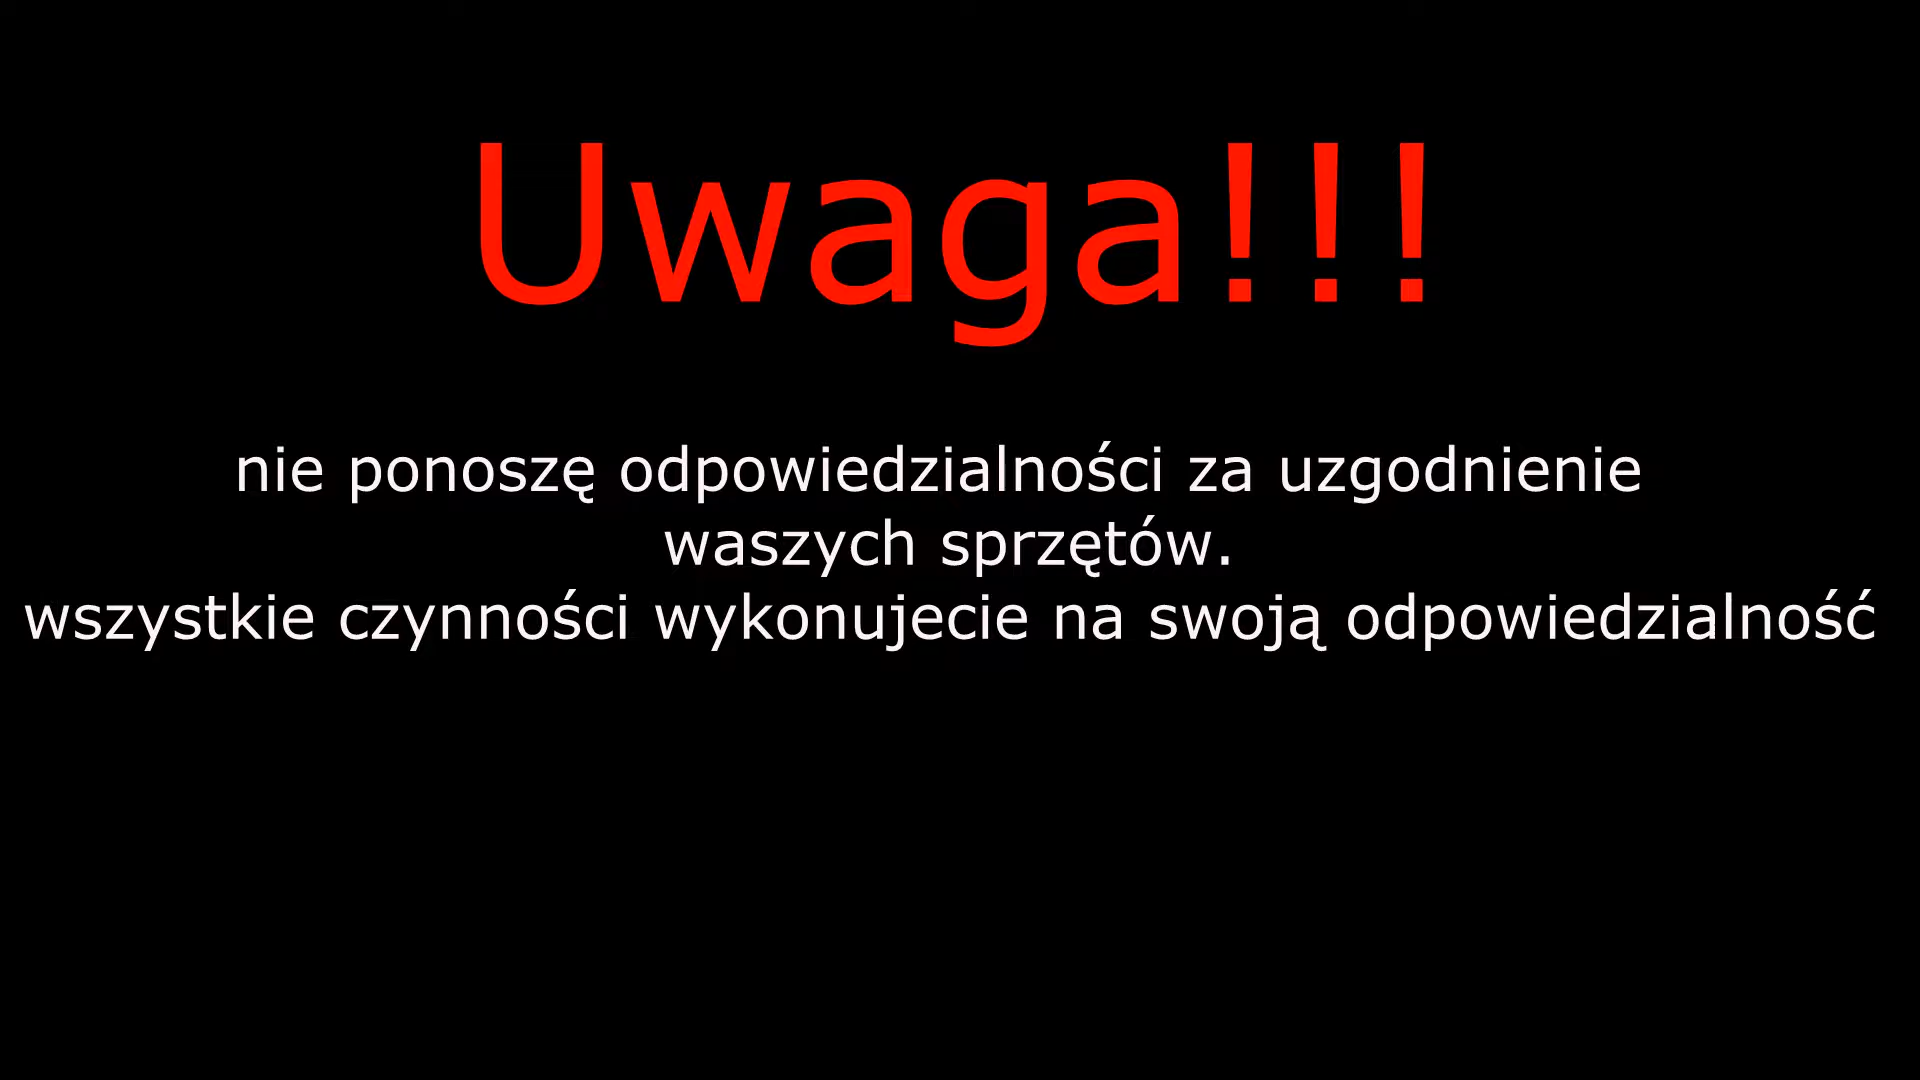 Uwaga!!!
nie ponoszę odpowiedzialności za uzgodnienie
waszych sprzętów.
wszystkie czynności wykonujecie na swoją odpowiedzialność